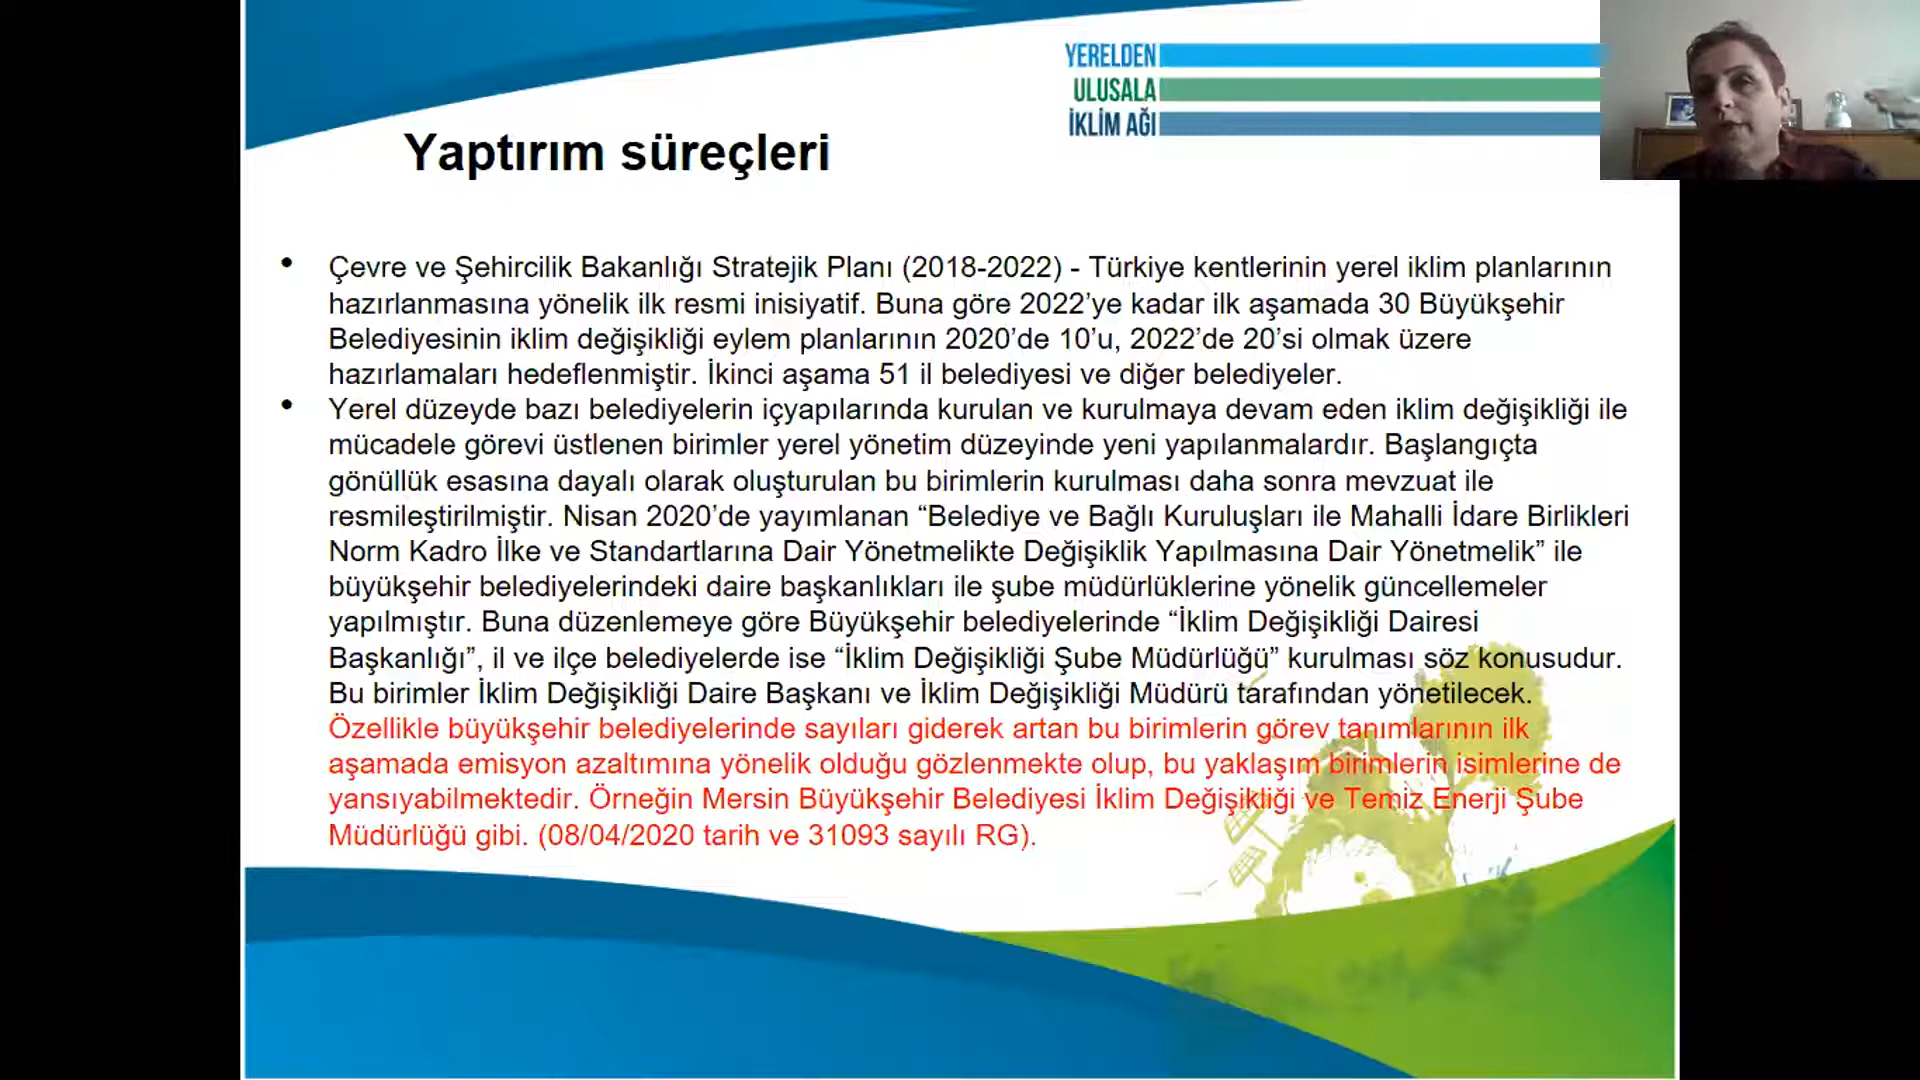 YERELDEN
ULUSALA
İKLİM AĞI
Yaptırım süreçleri
• Çevre ve Şehircilik Bakanlığı Stratejik Planı (2018-2022) - Türkiye kentlerinin yerel iklim planlarının
hazırlanmasına yönelik ilk resmi inisiyatif. Buna göre 2022’ye kadar ilk aşamada 30 Büyükşehir
Belediyesinin iklim değişikliği eylem planlarının 2020’de 10’u, 2022’de 20’si olmak üzere
hazırlamaları hedeflenmiştir. İkinci aşama 51 il belediyesi ve diğer belediyeler.
• Yerel düzeyde bazı belediyelerin içyapılarında kurulan ve kurulmaya devam eden iklim değişikliği ile
mücadele görevi üstlenen birimler yerel yönetim düzeyinde yeni yapılanmalardır. Başlangıçta
gönüllük esasına dayalı olarak oluşturulan bu birimlerin kurulması daha sonra mevzuat ile
resmileştirilmiştir. Nisan 2020’de yayımlanan “Belediye ve Bağlı Kuruluşları ile Mahalli İdare Birlikleri
Norm Kadro İlke ve Standartlarına Dair Yönetmelikte Değişiklik Yapılmasına Dair Yönetmelik” ile
büyükşehir belediyelerindeki daire başkanlıkları ile şube müdürlüklerine yönelik güncellemeler
yapılmıştır. Buna düzenlemeye göre Büyükşehir belediyelerinde “İklim Değişikliği Dairesi
Başkanlığı”, il ve ilçe belediyelerde ise “İklim Değişikliği Şube Müdürlüğü” kurulması söz konusudur.
Bu birimler İklim Değişikliği Daire Başkanı ve İklim Değişikliği Müdürü tarafından yönetilecek.
Özellikle büyükşehir belediyelerinde sayıları giderek artan bu birimlerin görev tanımlarının ilk
aşamada emisyon azaltımına yönelik olduğu gözlenmekte olup, bu yaklaşım birimlerin isimlerine de
yansıyabilmektedir. Örneğin Mersin Büyükşehir Belediyesi İklim Değişikliği ve Temiz Enerji Şube
Müdürlüğü gibi. (08/04/2020 tarih ve 31093 sayılı RG).